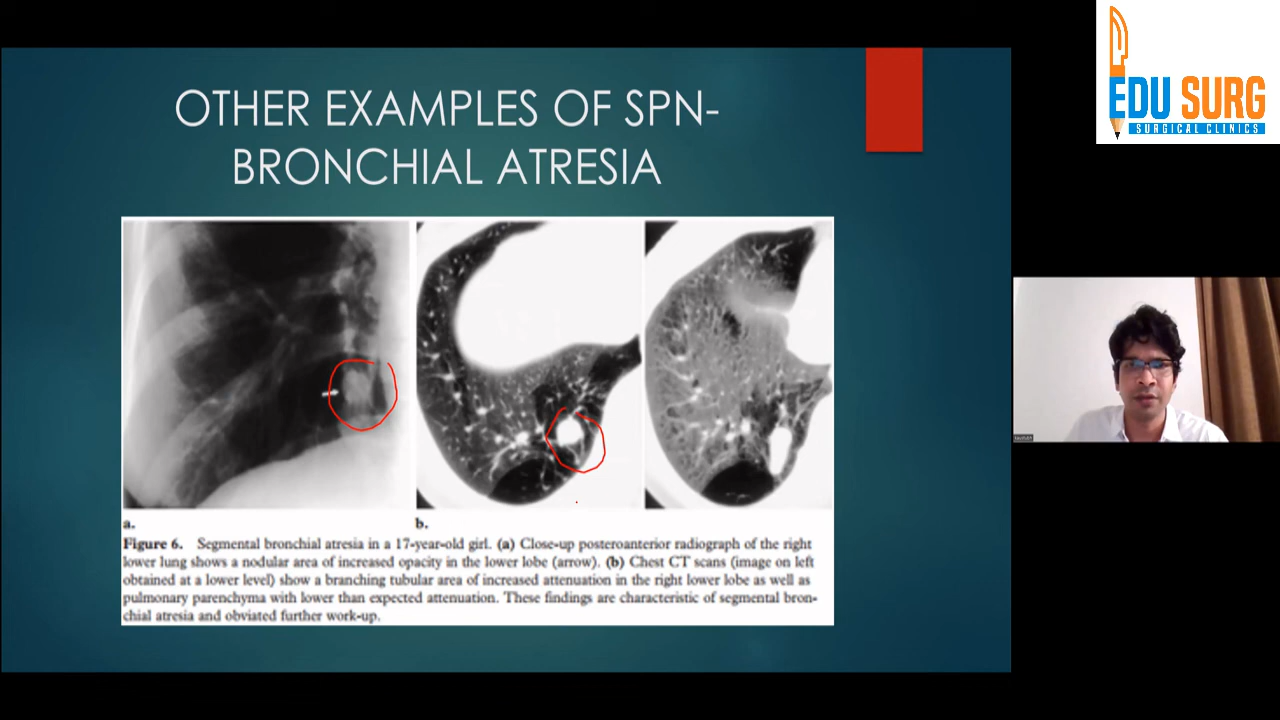 OTHER EXAMPLES OF SPN-
BRONCHIAL ATRESIA
EDU SURG
SURGICAL CLINICS
a.
b.
Figure 6. Segmental bronchial atresia in a 17-year-old girl. (a) Close-up posteroanterior radiograph of the right
lower lung shows a nodular area of increased opacity in the lower lobe (arrow). (b) Chest CT scans (image on left
obtained at a lower level) show a branching tubular area of increased attenuation in the right lower lobe as well as
pulmonary parenchyma with lower than expected attenuation. These findings are characteristic of segmental bron-
chial atresia and obviated further work-up.